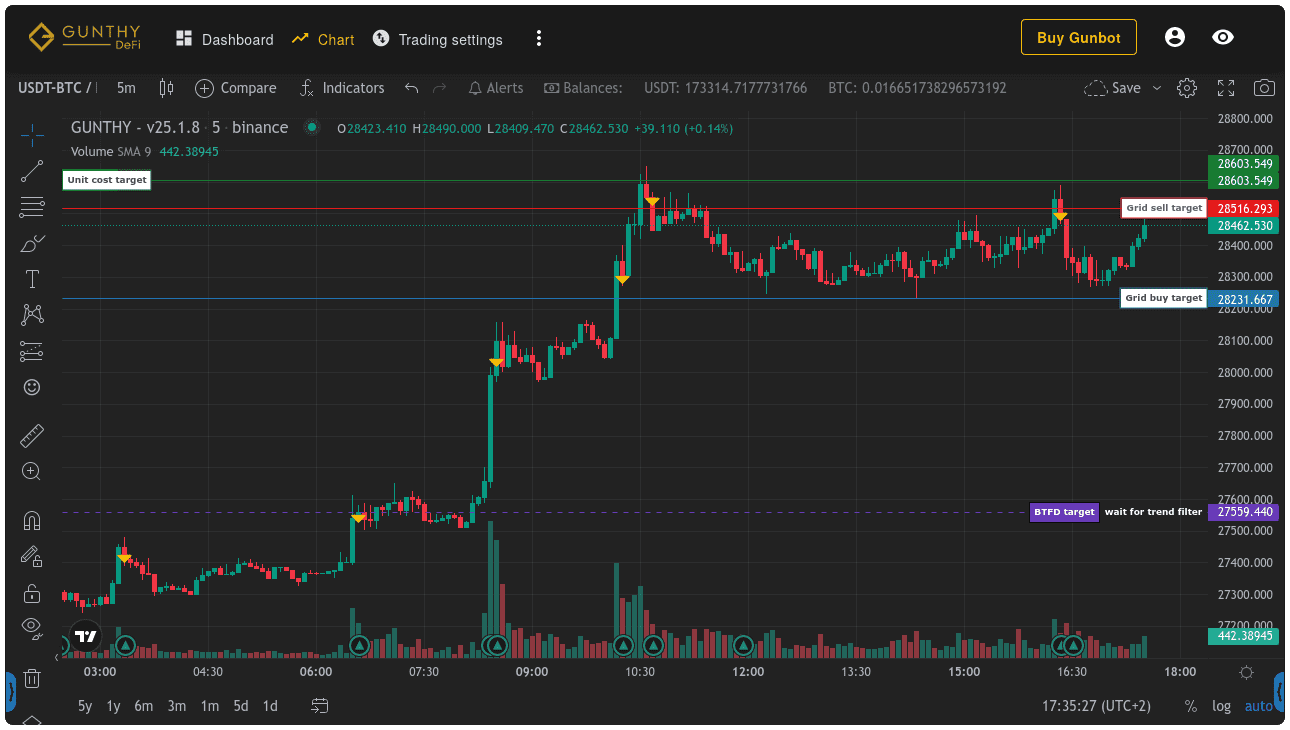 GUNTHY
DeFi
Dashboard
Chart
Trading settings
Buy Gunbot
USDT-BTC /
5m
Compare
Indicators
Alerts
Balances:
USDT: 173314.7177731766
BTC: 0.016651738296573192
Save
GUNTHY - v25.1.8 · 5 · binance
O28423.410 H28490.000 L28409.470 C28462.530 +39.110 (+0.14%)
Volume SMA 9 442.38945
28800.000
28700.000
28603.549
Unit cost target
28603.549
Grid sell target
28516.293
28462.530
28400.000
28300.000
Grid buy target
28231.667
28200.000
28100.000
28000.000
27900.000
27800.000
27700.000
27600.000
BTFD target
wait for trend filter
27559.440
27500.000
27400.000
27300.000
27200.000
442.38945
03:00
04:30
06:00
07:30
09:00
10:30
12:00
13:30
15:00
16:30
18:00
5y
1y
6m
3m
1m
5d
1d
17:35:27 (UTC+2)
%
log
auto